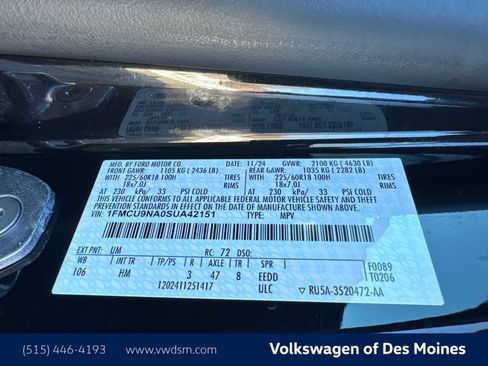 MFD. BY FORD MOTOR CO. 11/24 GVWR: 2100 KG ( 4630 LB)
FRONT GAWR: 1105 KG ( 2436 LB) REAR GAWR: 1035 KG ( 2282 LB)
WITH 225/60R18 100H WITH 225/60R18 100H
18x7.0J 18x7.0J
AT 230 kPa/ 33 PSI COLD AT 230 kPa/ 33 PSI COLD
THIS VEHICLE CONFORMS TO ALL APPLICABLE FEDERAL MOTOR VEHICLE
SAFETY AND THEFT PREVENTION STANDARDS IN EFFECT ON THE DATE OF
MANUFACTURE SHOWN ABOVE.
VIN: 1FMCU9NA0SUA42151 TYPE: MPV
EXT PNT: UM RC: 72 DSO: F0089
WB INT TR TP/PS R AXLE TR SPR T0206
106 HM 3 47 8 EEDD
1202411251417 ULC RU5A-3520472-AA
(515) 446-4193 www.vwdsm.com Volkswagen of Des Moines